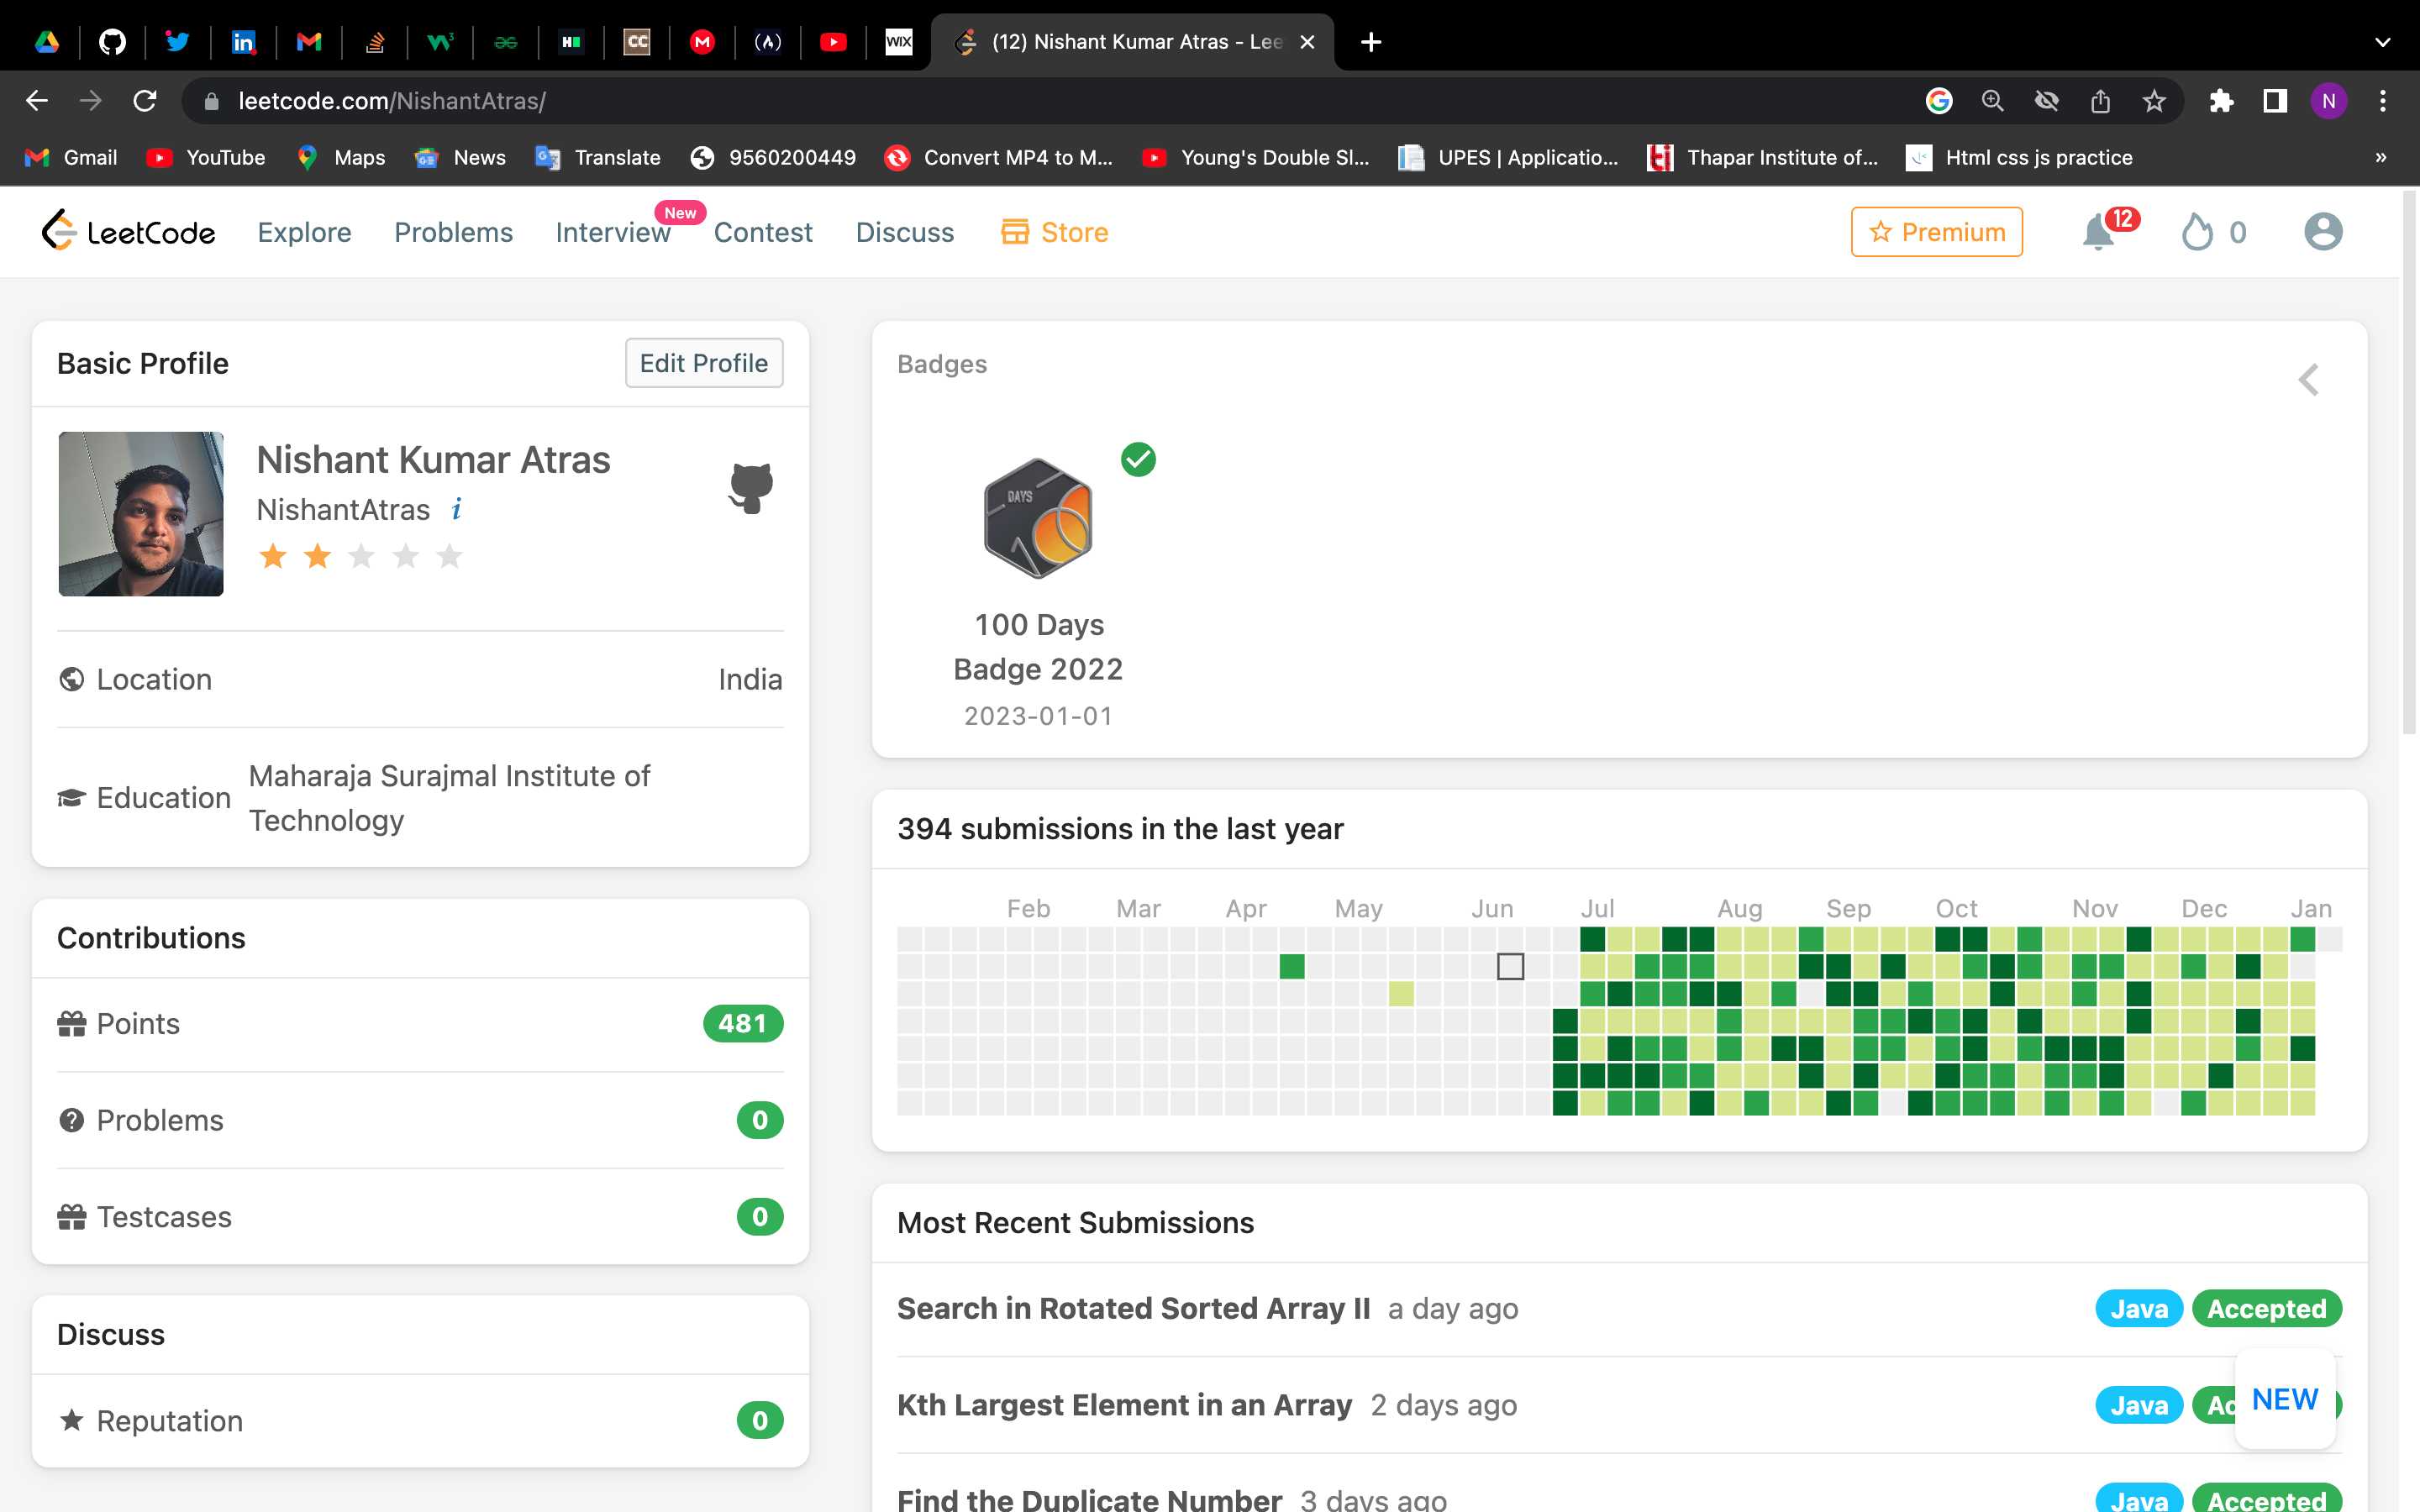 (12) Nishant Kumar Atras - Lee
leetcode.com/NishantAtras/
N
Gmail
YouTube
Maps
News
Translate
9560200449
Convert MP4 to M...
Young's Double Sl...
UPES | Applicatio...
Thapar Institute of...
Html css js practice
»
LeetCode
Explore
Problems
Interview
New
Contest
Discuss
Store
Premium
12
0
Basic Profile
Edit Profile
Nishant Kumar Atras
NishantAtras i
Location India
Education Maharaja Surajmal Institute of
Technology
Contributions
Points 481
Problems 0
Testcases 0
Discuss
Reputation 0
Badges
DAYS
100 Days
Badge 2022
2023-01-01
394 submissions in the last year
Feb Mar Apr May Jun Jul Aug Sep Oct Nov Dec Jan
Most Recent Submissions
Search in Rotated Sorted Array II a day ago Java Accepted
Kth Largest Element in an Array 2 days ago Java
NEW
Find the Duplicate Number 3 days ago Java Accepted